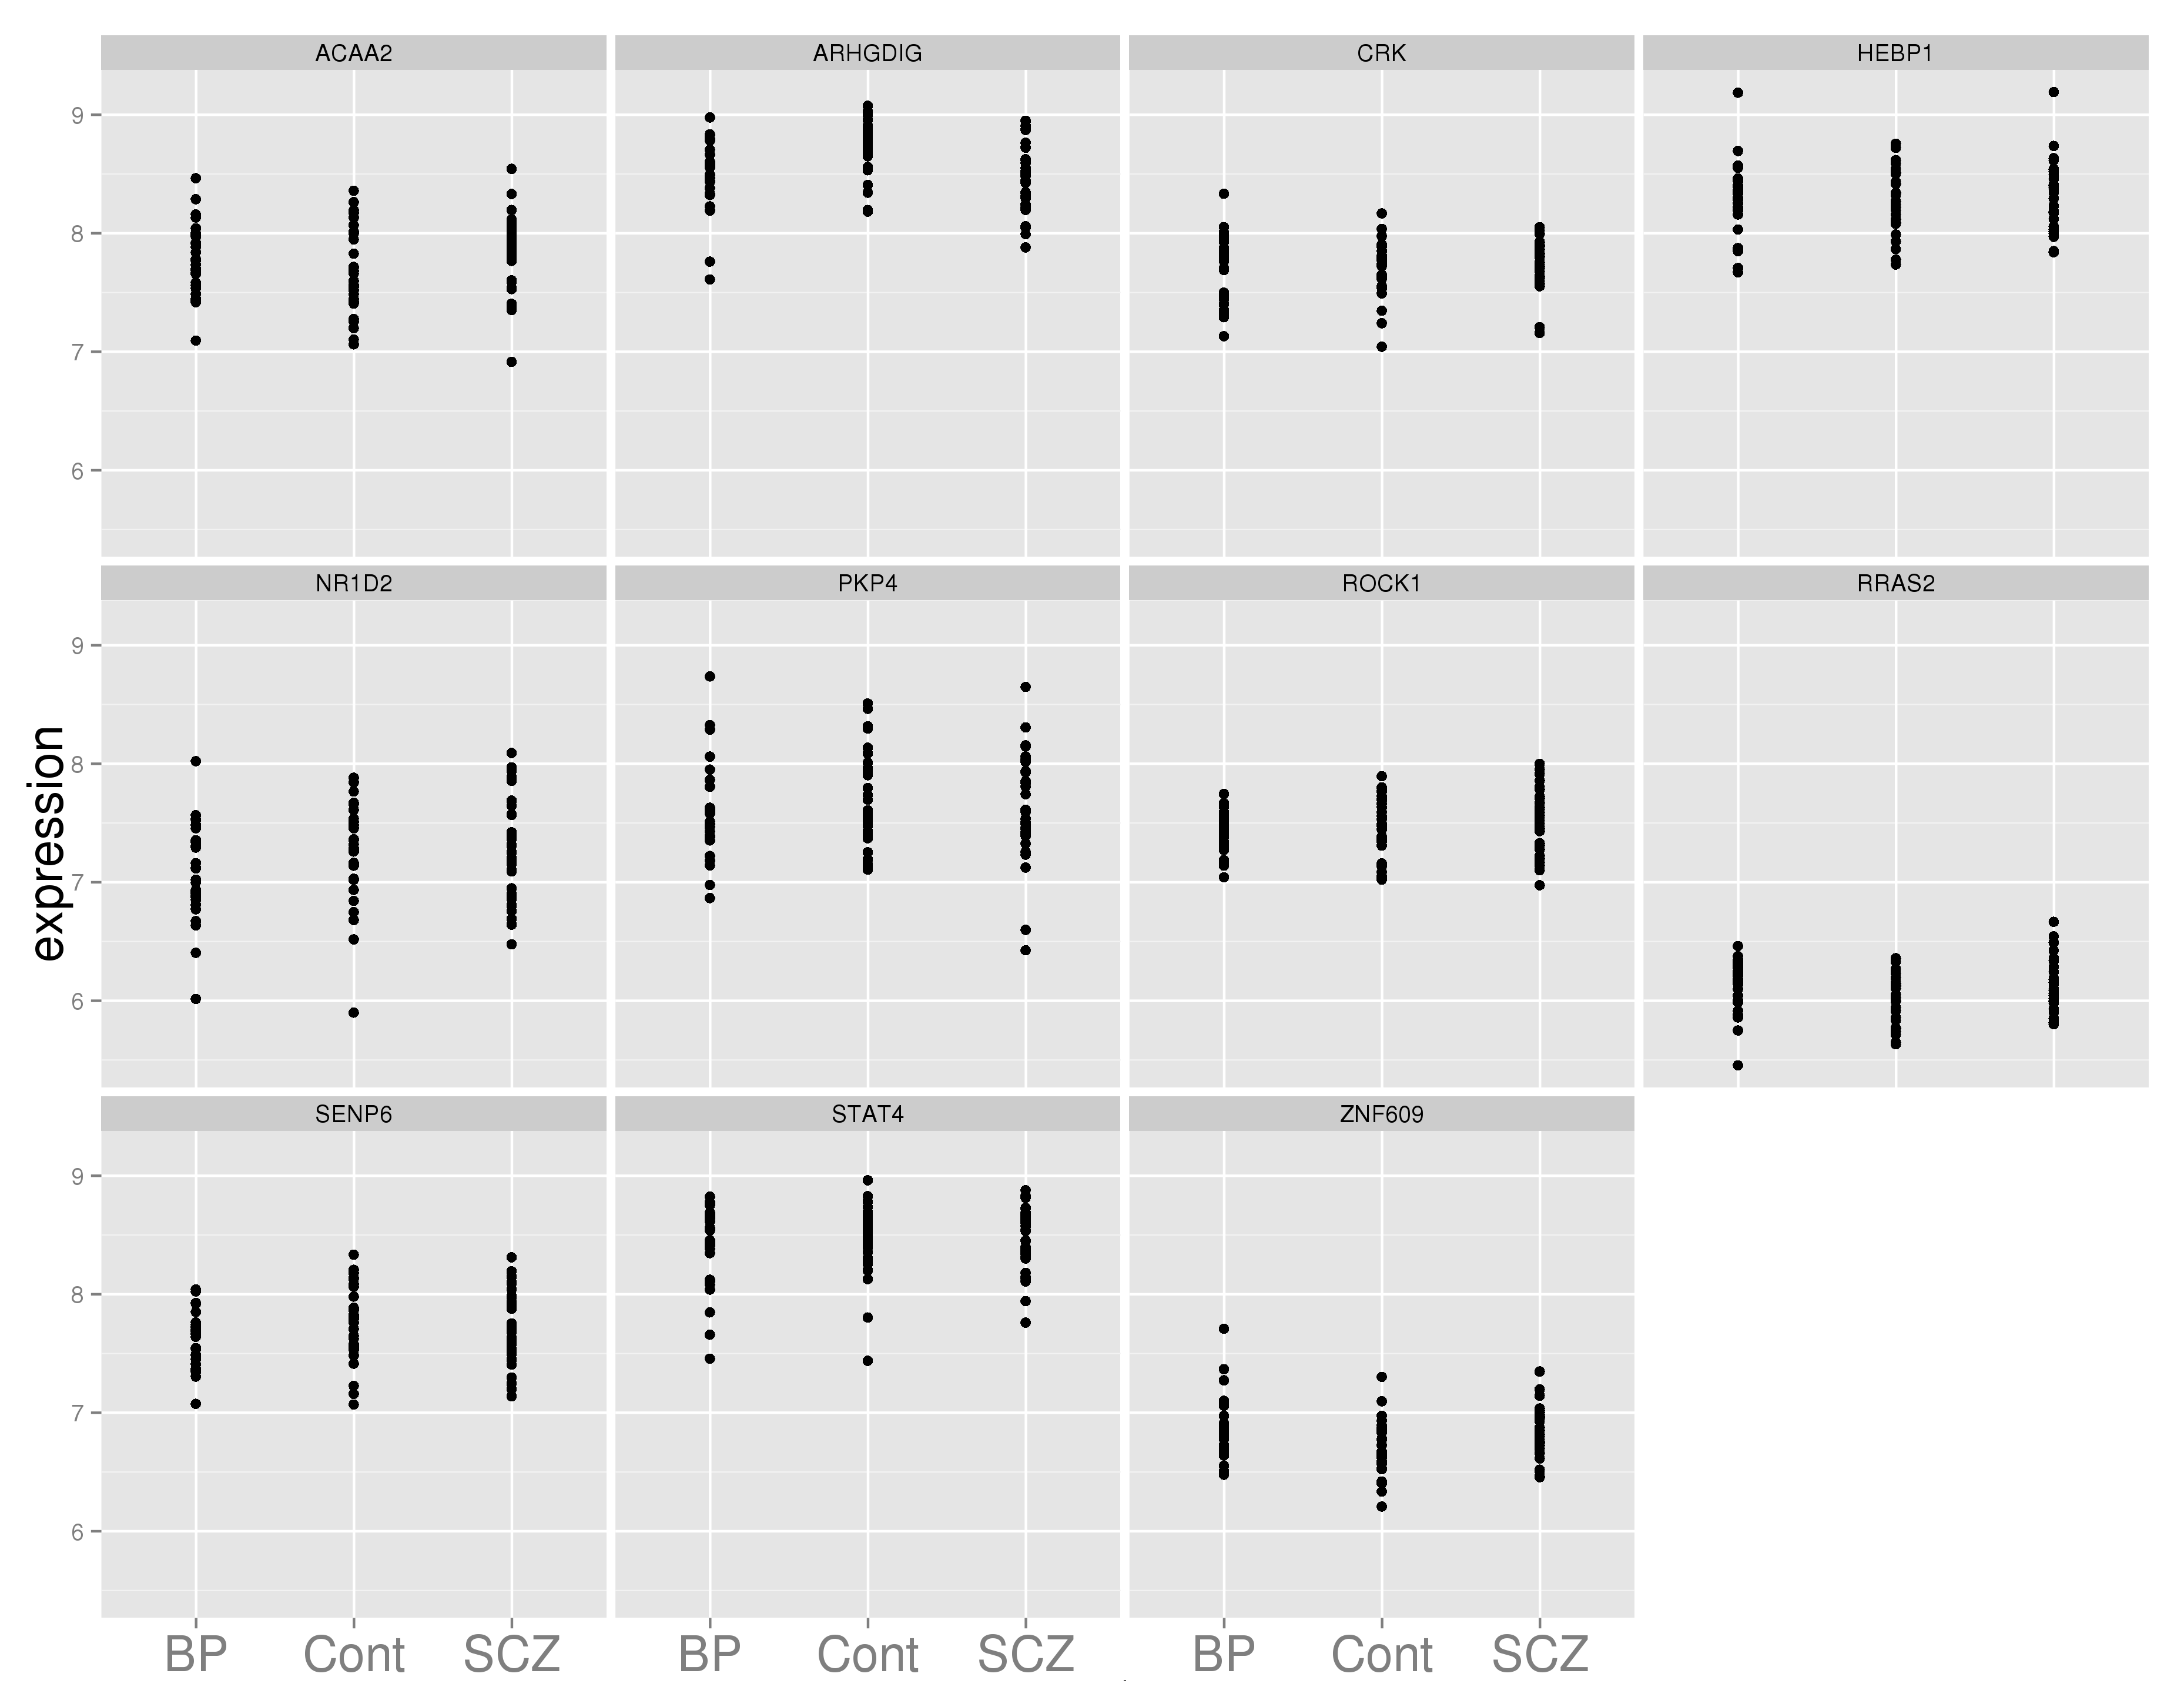 ACAA2 ARHGDIG CRK HEBP1
9
8
7
6
NR1D2 PKP4 ROCK1 RRAS2
9
8
7
6
expression
SENP6 STAT4 ZNF609
9
8
7
6
BP Cont SCZ BP Cont SCZ BP Cont SCZ